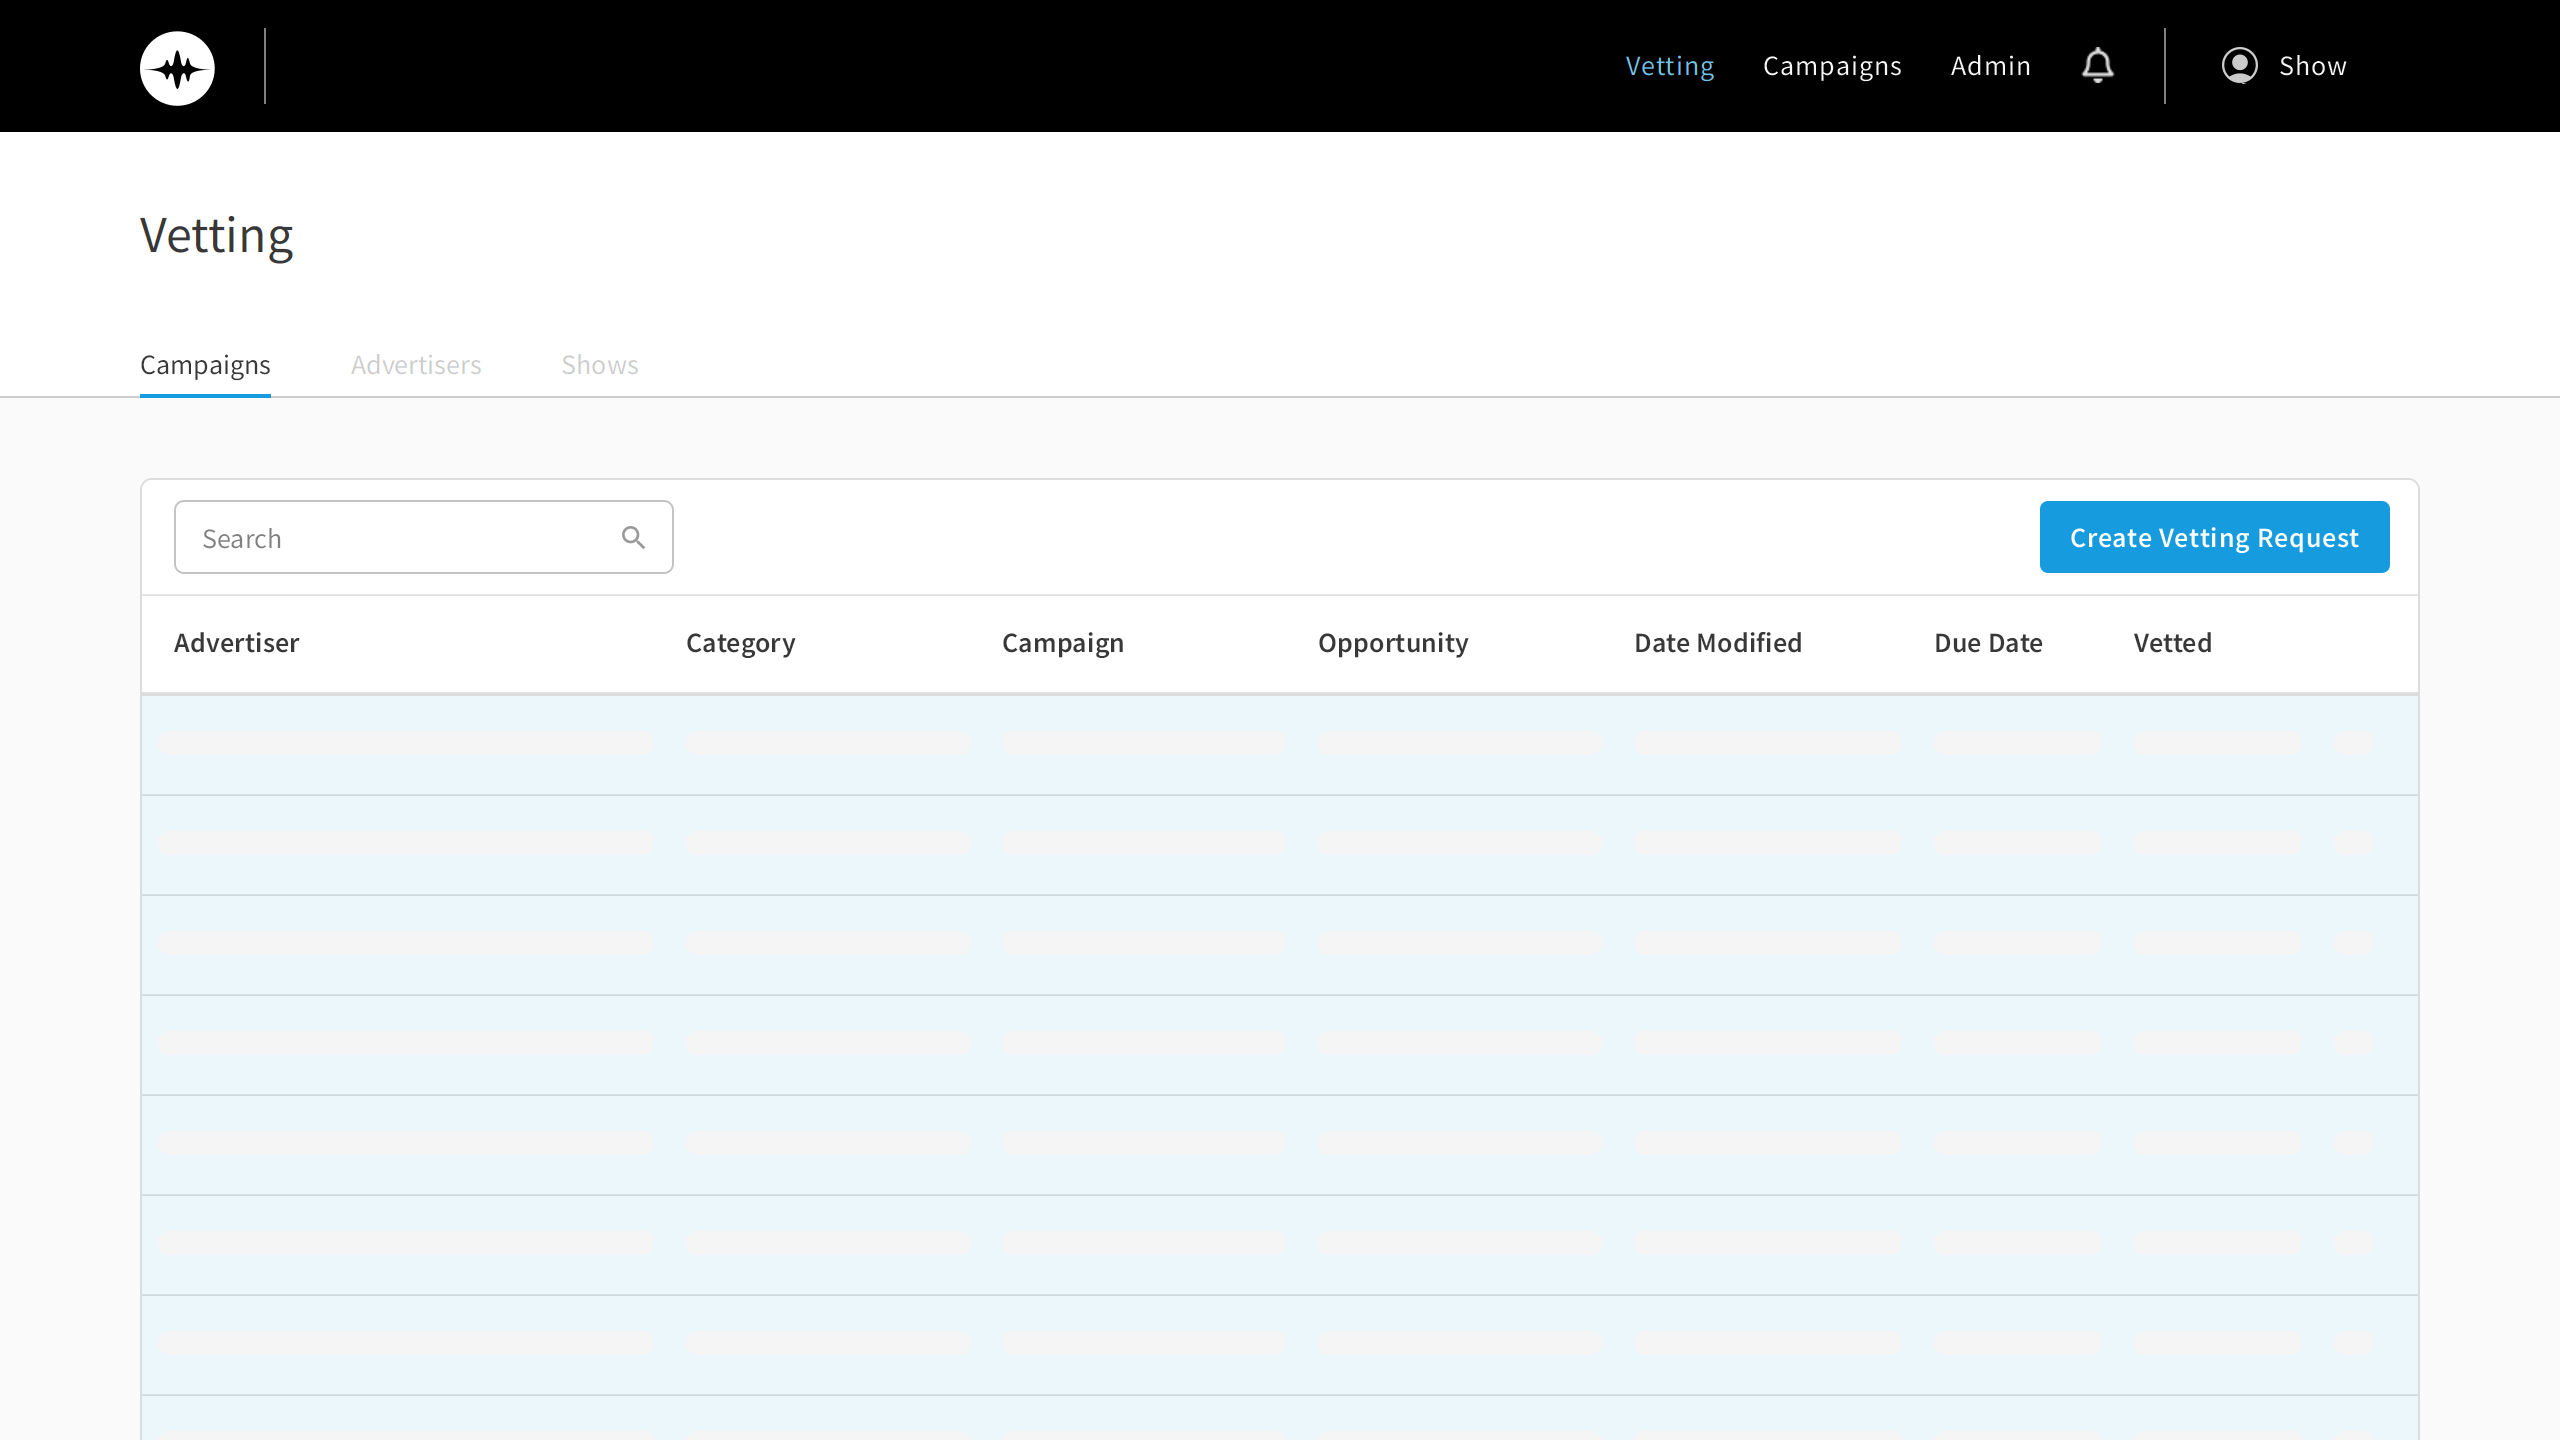 Vetting Campaigns Admin Show
Vetting
Campaigns Advertisers Shows
Search
Create Vetting Request
Advertiser Category Campaign Opportunity Date Modified Due Date Vetted